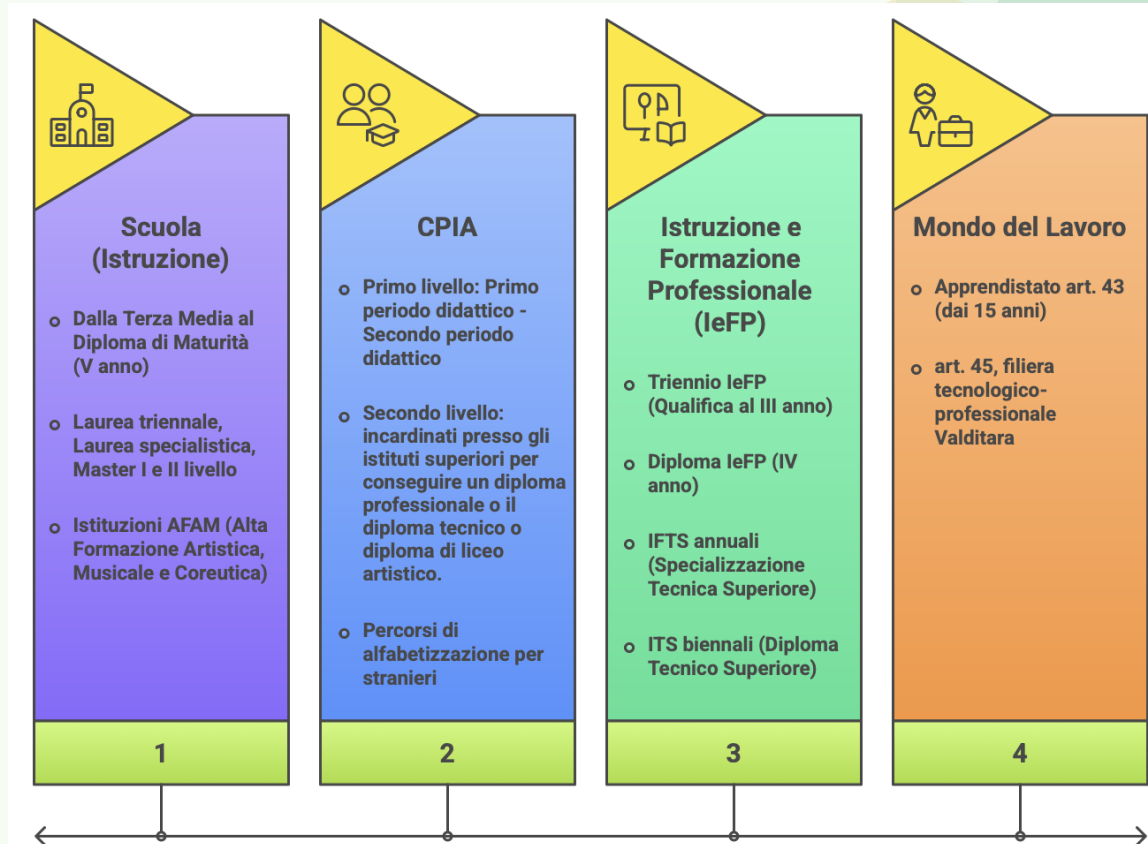 Scuola
(Istruzione)
Dalla Terza Media al
Diploma di Maturità
(V anno)
Laurea triennale,
Laurea specialistica,
Master I e II livello
Istituzioni AFAM (Alta
Formazione Artistica,
Musicale e Coreutica)
1
CPIA
Primo livello: Primo
periodo didattico -
Secondo periodo
didattico
Secondo livello:
incardinati presso gli
istituti superiori per
conseguire un diploma
professionale o il
diploma tecnico o
diploma di liceo
artistico.
Percorsi di
alfabetizzazione per
stranieri
2
Istruzione e
Formazione
Professionale
(IeFP)
Triennio IeFP
(Qualifica al III anno)
Diploma IeFP (IV
anno)
IFTS annuali
(Specializzazione
Tecnica Superiore)
ITS biennali (Diploma
Tecnico Superiore)
3
Mondo del Lavoro
Apprendistato art. 43
(dai 15 anni)
art. 45, filiera
tecnologico-
professionale
Valditara
4